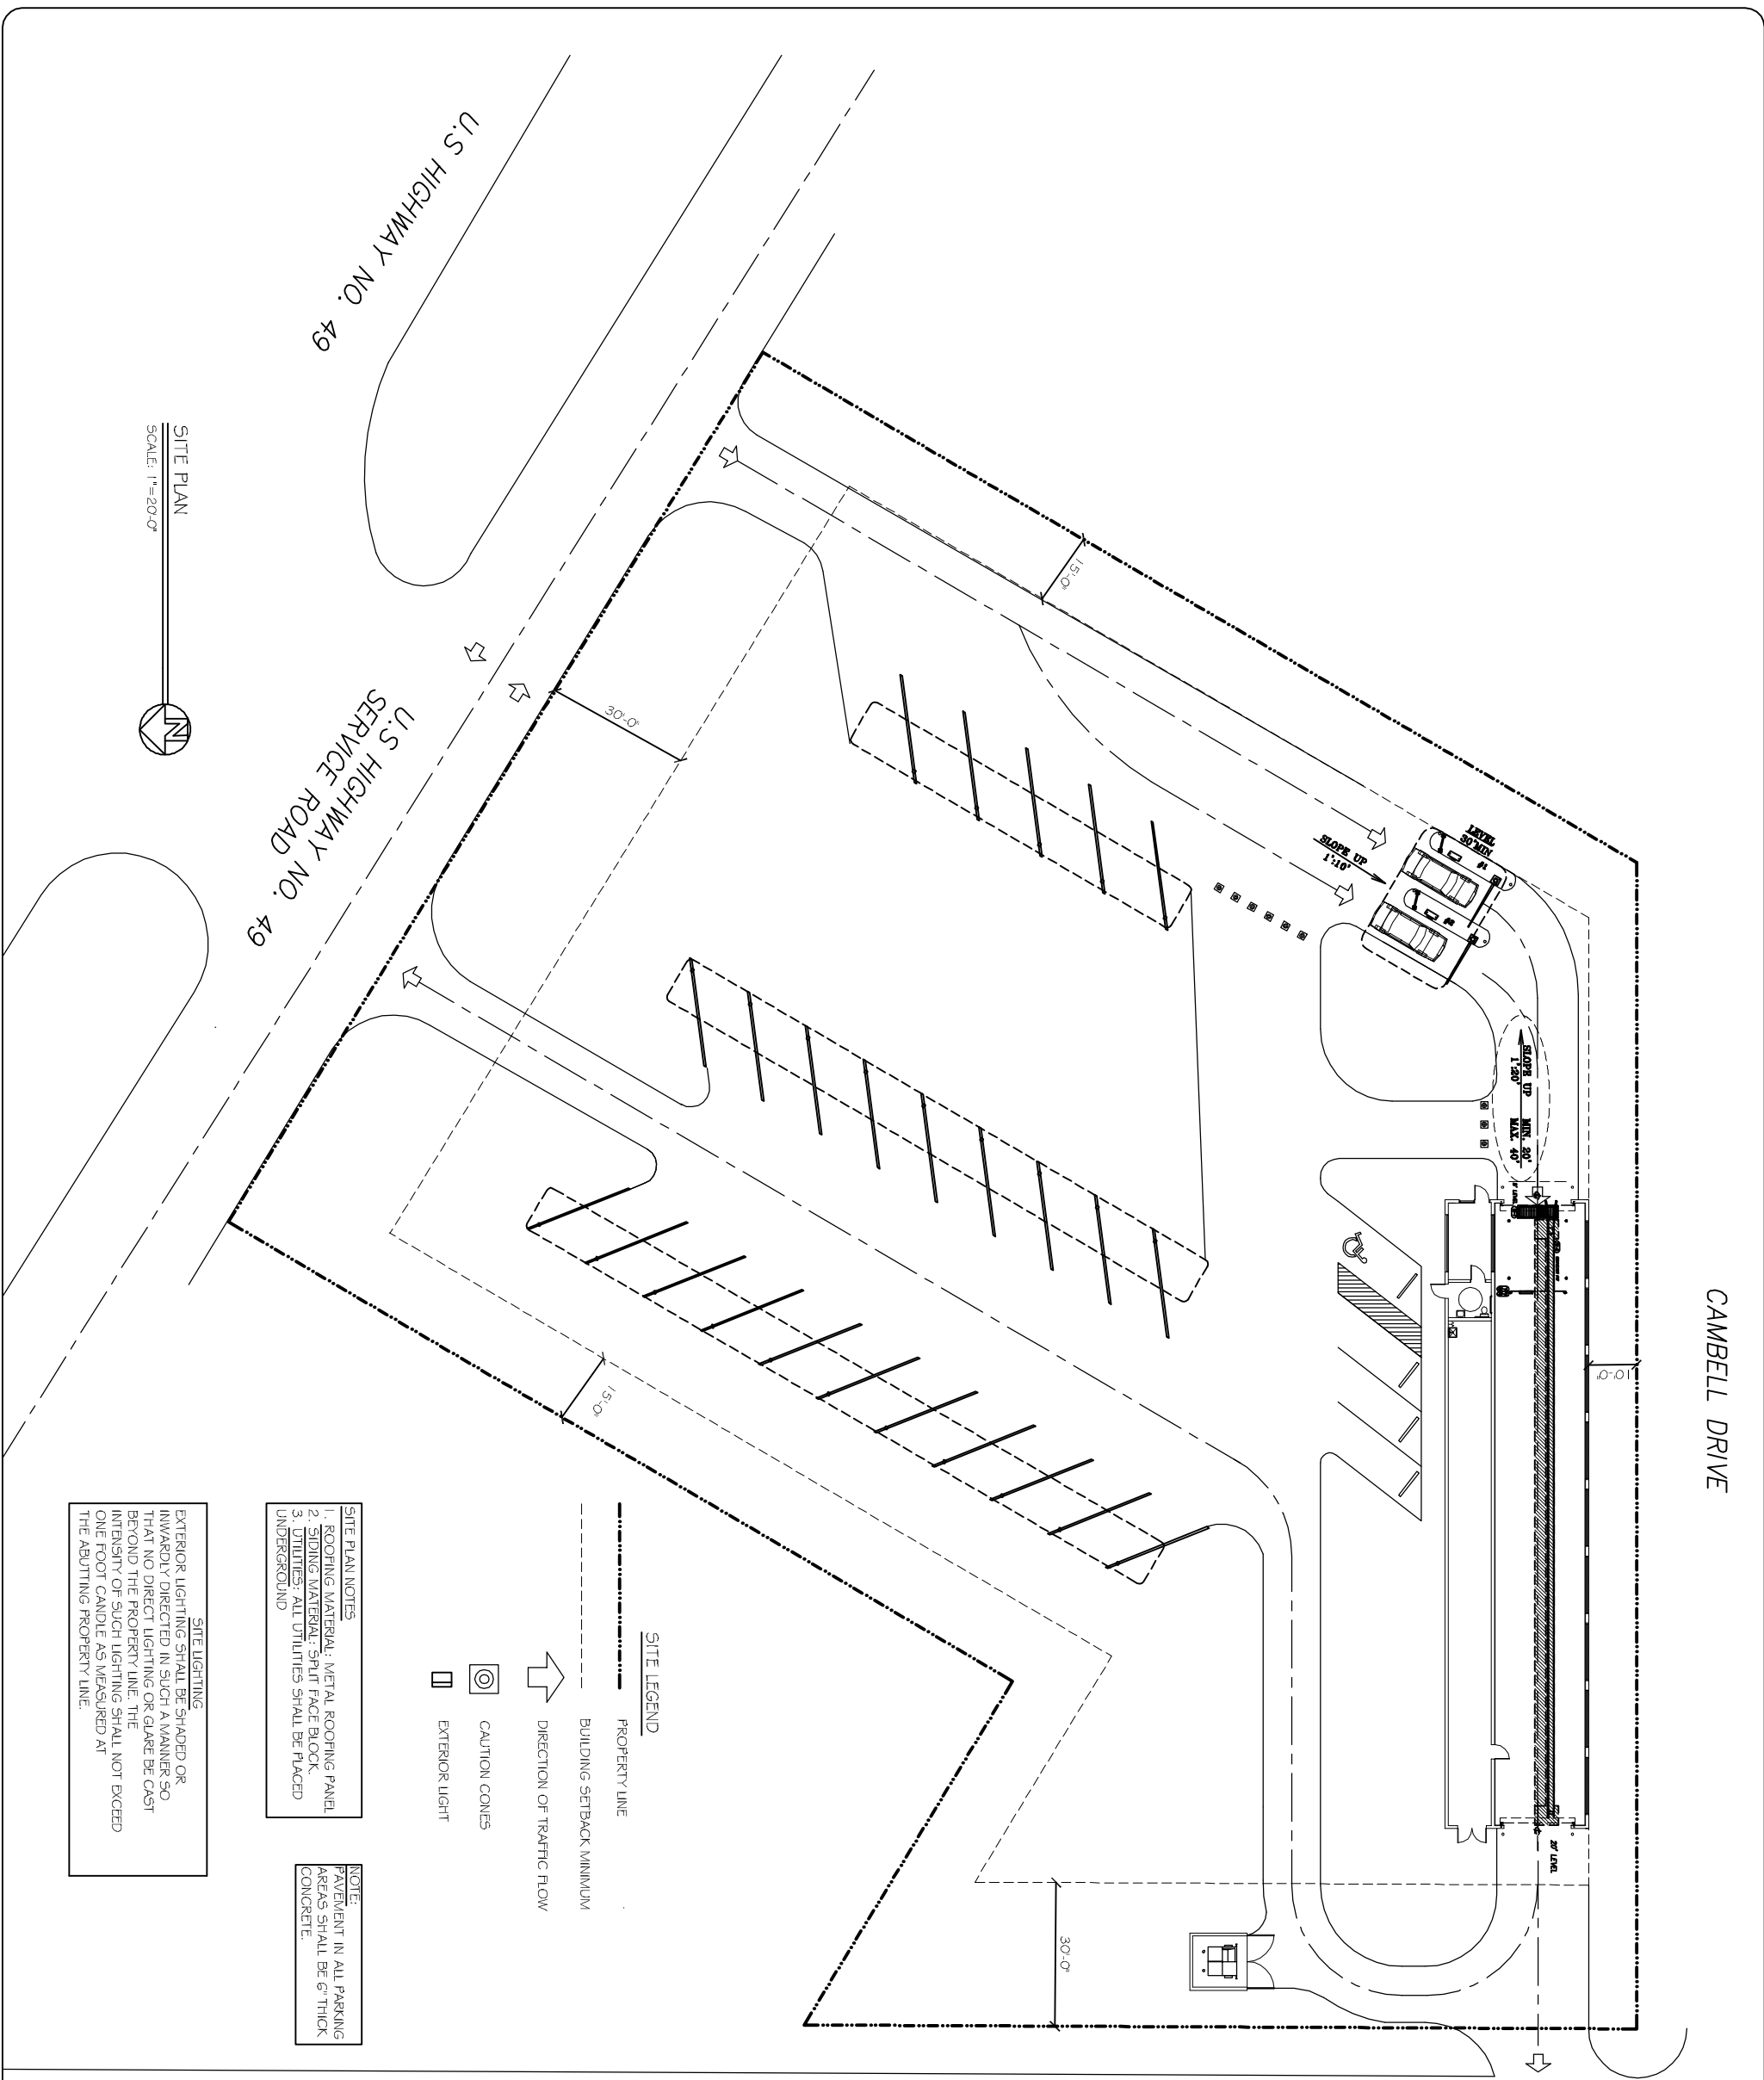 CAMBELL DRIVE
U.S HIGHWAY NO. 49
U.S HIGHWAY NO. 49
SERVICE ROAD
SITE PLAN
SCALE: 1"=20'-0"
N
15'-0"
30'-0"
15'-0"
10'-0"
30'-0"
LEVEL
30'MIN
#1
#2
SLOPE UP
1':10'
SLOPE UP MIN. 20'
1':20' MAX. 40'
20' LEVEL
SITE LEGEND
PROPERTY LINE
BUILDING SETBACK MINIMUM
DIRECTION OF TRAFFIC FLOW
CAUTION CONES
EXTERIOR LIGHT
SITE PLAN NOTES
1. ROOFING MATERIAL: METAL ROOFING PANEL
2. SIDING MATERIAL: SPLIT FACE BLOCK.
3. UTILITIES: ALL UTILITIES SHALL BE PLACED
UNDERGROUND
NOTE:
PAVEMENT IN ALL PARKING
AREAS SHALL BE 6" THICK
CONCRETE.
SITE LIGHTING
EXTERIOR LIGHTING SHALL BE SHADED OR
INWARDLY DIRECTED IN SUCH A MANNER SO
THAT NO DIRECT LIGHTING OR GLARE BE CAST
BEYOND THE PROPERTY LINE. THE
INTENSITY OF SUCH LIGHTING SHALL NOT EXCEED
ONE FOOT CANDLE AS MEASURED AT
THE ABUTTING PROPERTY LINE.